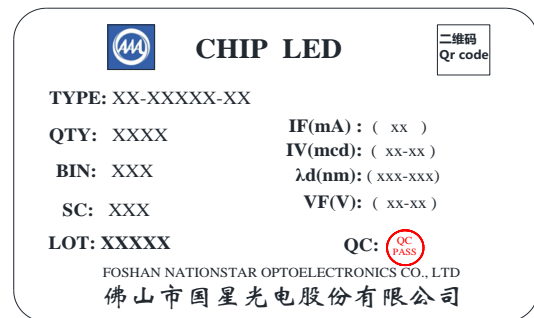 CHIP LED
二维码
Qr code
TYPE: XX-XXXXX-XX
QTY: XXXX
IF(mA) : ( xx )
IV(mcd): ( xx-xx )
BIN: XXX
λd(nm): ( xxx-xxx)
SC: XXX
VF(V): ( xx-xx )
LOT: XXXXX
QC: QC PASS
FOSHAN NATIONSTAR OPTOELECTRONICS CO., LTD
佛山市国星光电股份有限公司